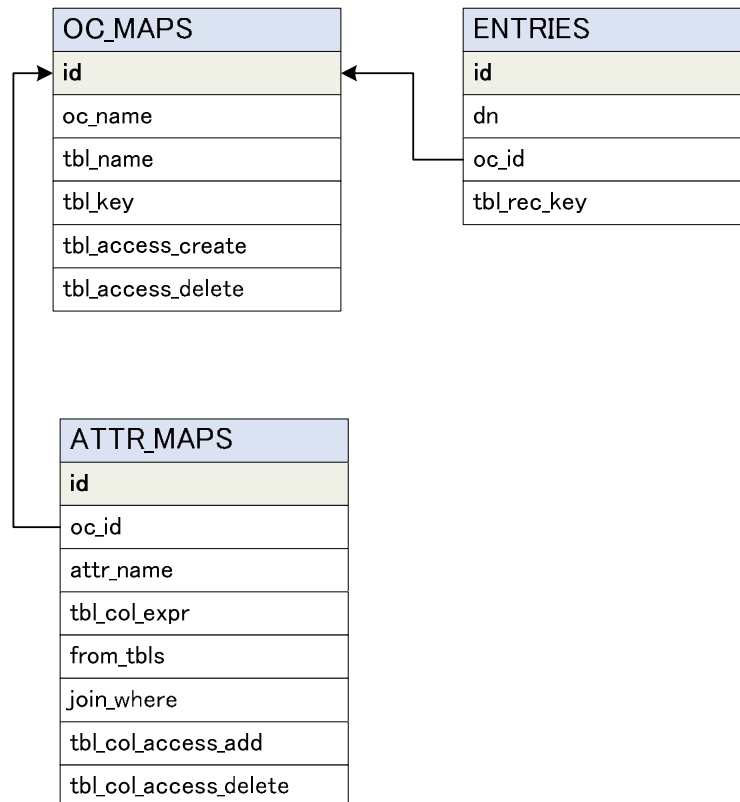 OC_MAPS
id
oc_name
tbl_name
tbl_key
tbl_access_create
tbl_access_delete
ENTRIES
id
dn
oc_id
tbl_rec_key
ATTR_MAPS
id
oc_id
attr_name
tbl_col_expr
from_tbls
join_where
tbl_col_access_add
tbl_col_access_delete